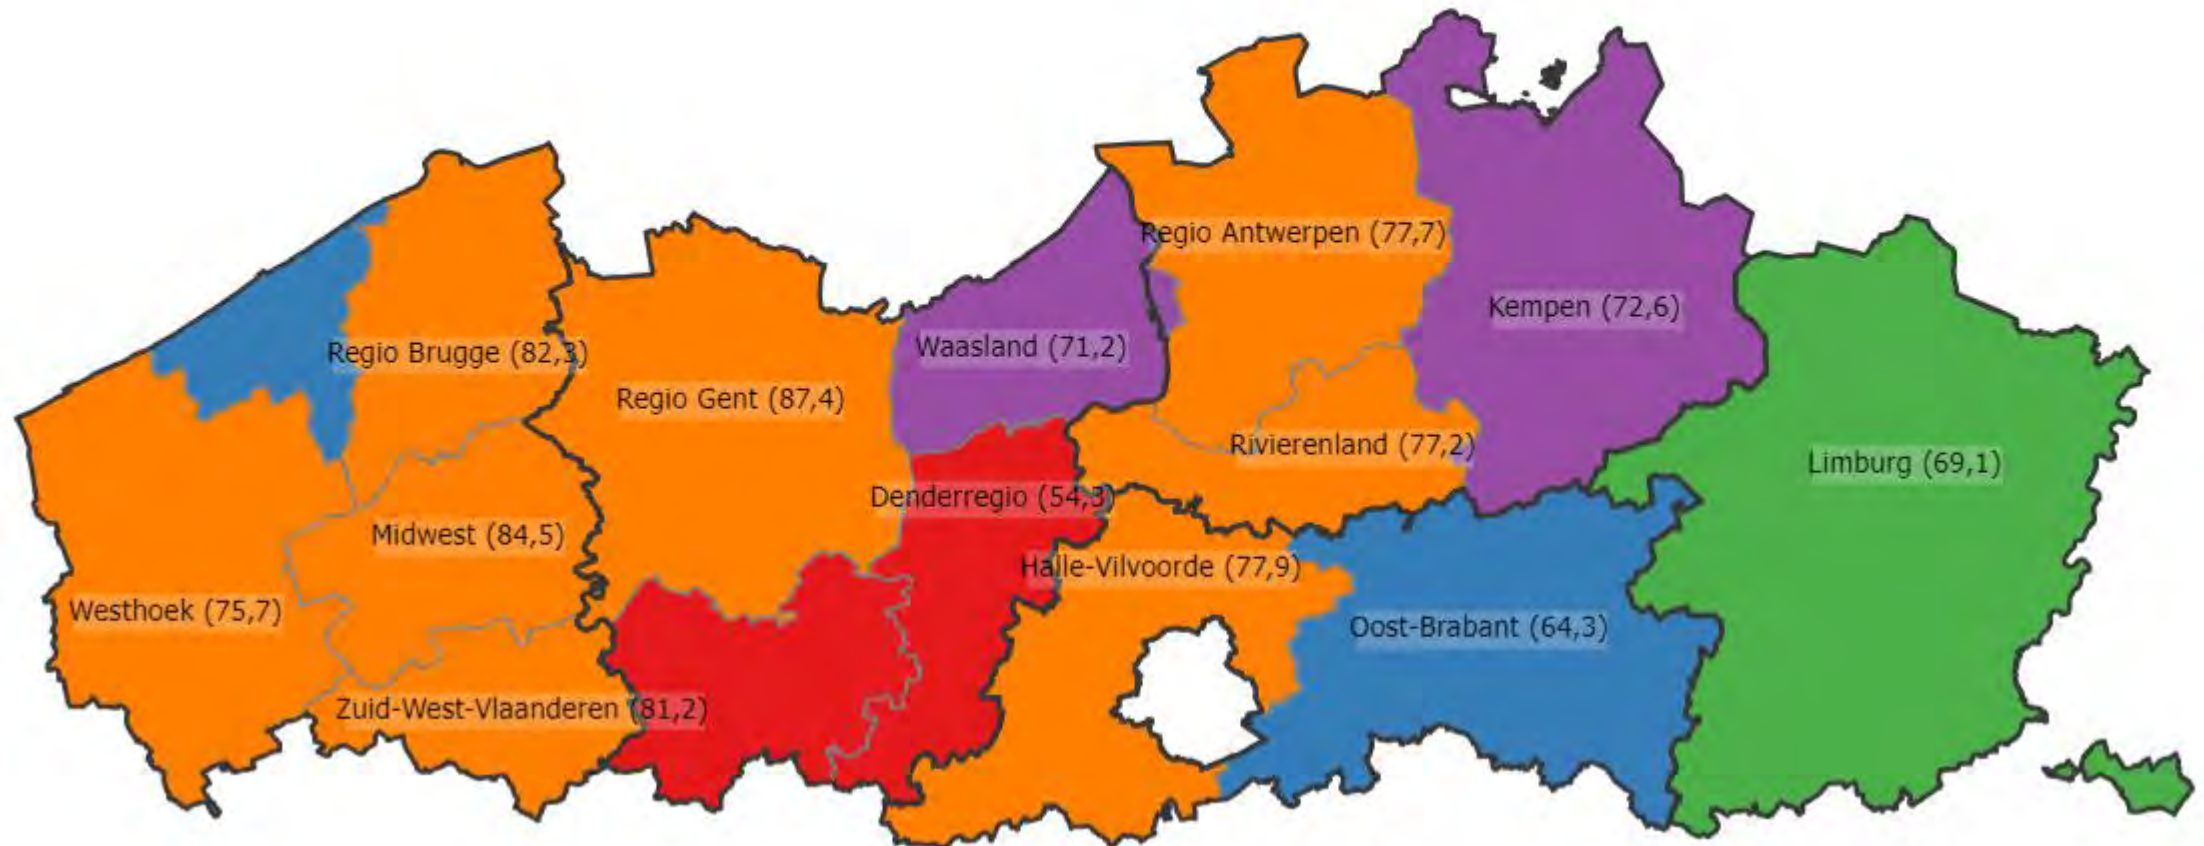 Regio Antwerpen (77,7)
Kempen (72,6)
Waasland (71,2)
Regio Brugge (82,3)
Regio Gent (87,4)
Rivierenland (77,2)
Limburg (69,1)
Denderregio (54,3)
Midwest (84,5)
Halle-Vilvoorde (77,9)
Westhoek (75,7)
Oost-Brabant (64,3)
Zuid-West-Vlaanderen (81,2)